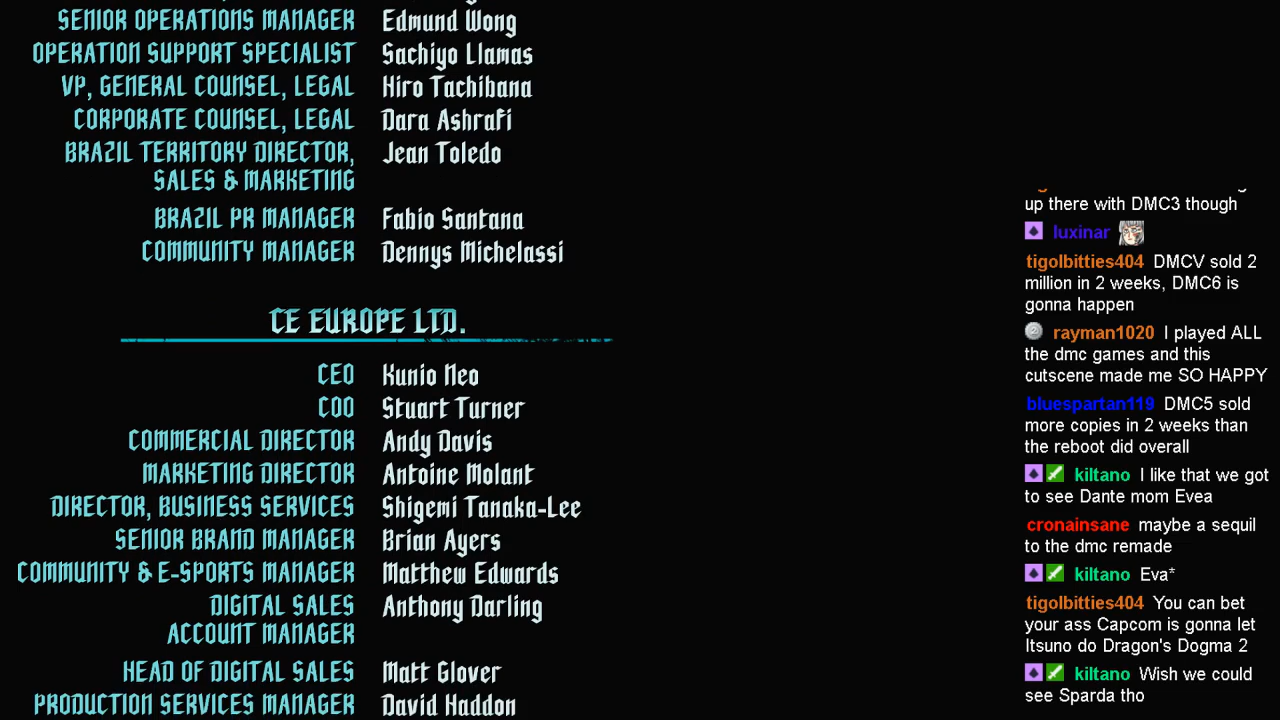 SENIOR OPERATIONS MANAGER Edmund Wong
OPERATION SUPPORT SPECIALIST Sachiyo Llamas
VP, GENERAL COUNSEL, LEGAL Hiro Tachibana
CORPORATE COUNSEL, LEGAL Dara Ashrafi
BRAZIL TERRITORY DIRECTOR, Jean Toledo
SALES & MARKETING
BRAZIL PR MANAGER Fabio Santana
COMMUNITY MANAGER Dennys Michelassi
CE EUROPE LTD.
CEO Kunio Neo
COO Stuart Turner
COMMERCIAL DIRECTOR Andy Davis
MARKETING DIRECTOR Antoine Molant
DIRECTOR, BUSINESS SERVICES Shigemi Tanaka-Lee
SENIOR BRAND MANAGER Brian Ayers
COMMUNITY & E-SPORTS MANAGER Matthew Edwards
DIGITAL SALES Anthony Darling
ACCOUNT MANAGER
HEAD OF DIGITAL SALES Matt Glover
PRODUCTION SERVICES MANAGER David Haddon
up there with DMC3 though
luxinar
tigolbitties404 DMCV sold 2
million in 2 weeks, DMC6 is
gonna happen
rayman1020 I played ALL
the dmc games and this
cutscene made me SO HAPPY
bluespartan119 DMC5 sold
more copies in 2 weeks than
the reboot did overall
kiltano I like that we got
to see Dante mom Evea
cronainsane maybe a sequil
to the dmc remade
kiltano Eva*
tigolbitties404 You can bet
your ass Capcom is gonna let
Itsuno do Dragon's Dogma 2
kiltano Wish we could
see Sparda tho